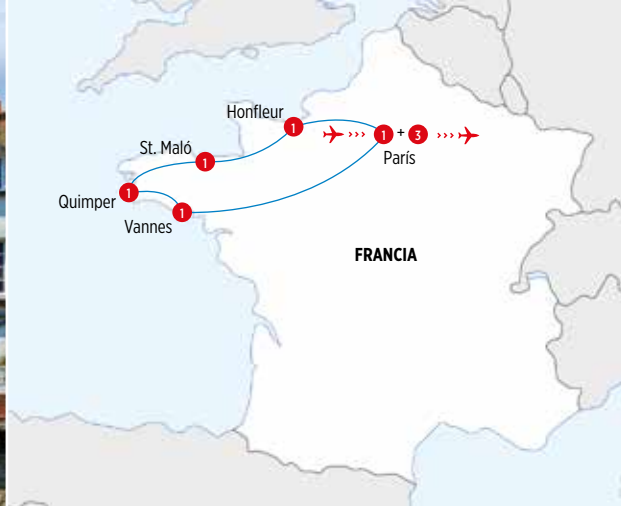 Honfleur
1
1 + 3
St. Maló
1
París
Quimper
1
1
Vannes
FRANCIA